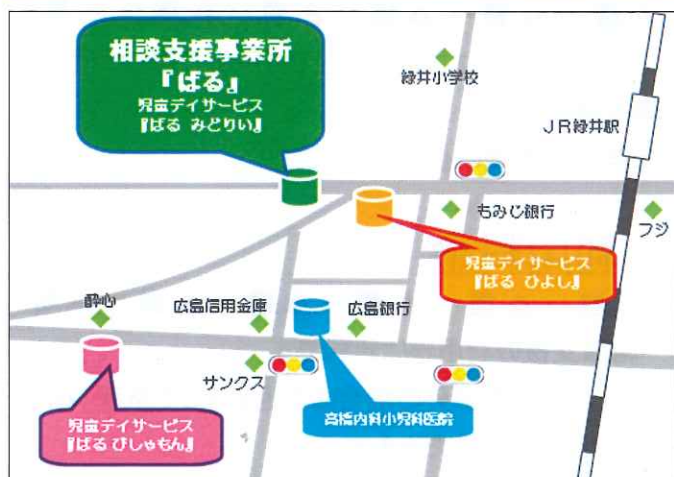 相談支援事業所
『ぱる』
児童デイサービス
『ぱる みどりい』
緑井小学校
JR緑井駅
もみじ銀行
フジ
児童デイサービス
『ぱる ひよし』
酔心
広島信用金庫
広島銀行
サンクス
高橋内科小児科医院
児童デイサービス
『ぱる びしゃもん』